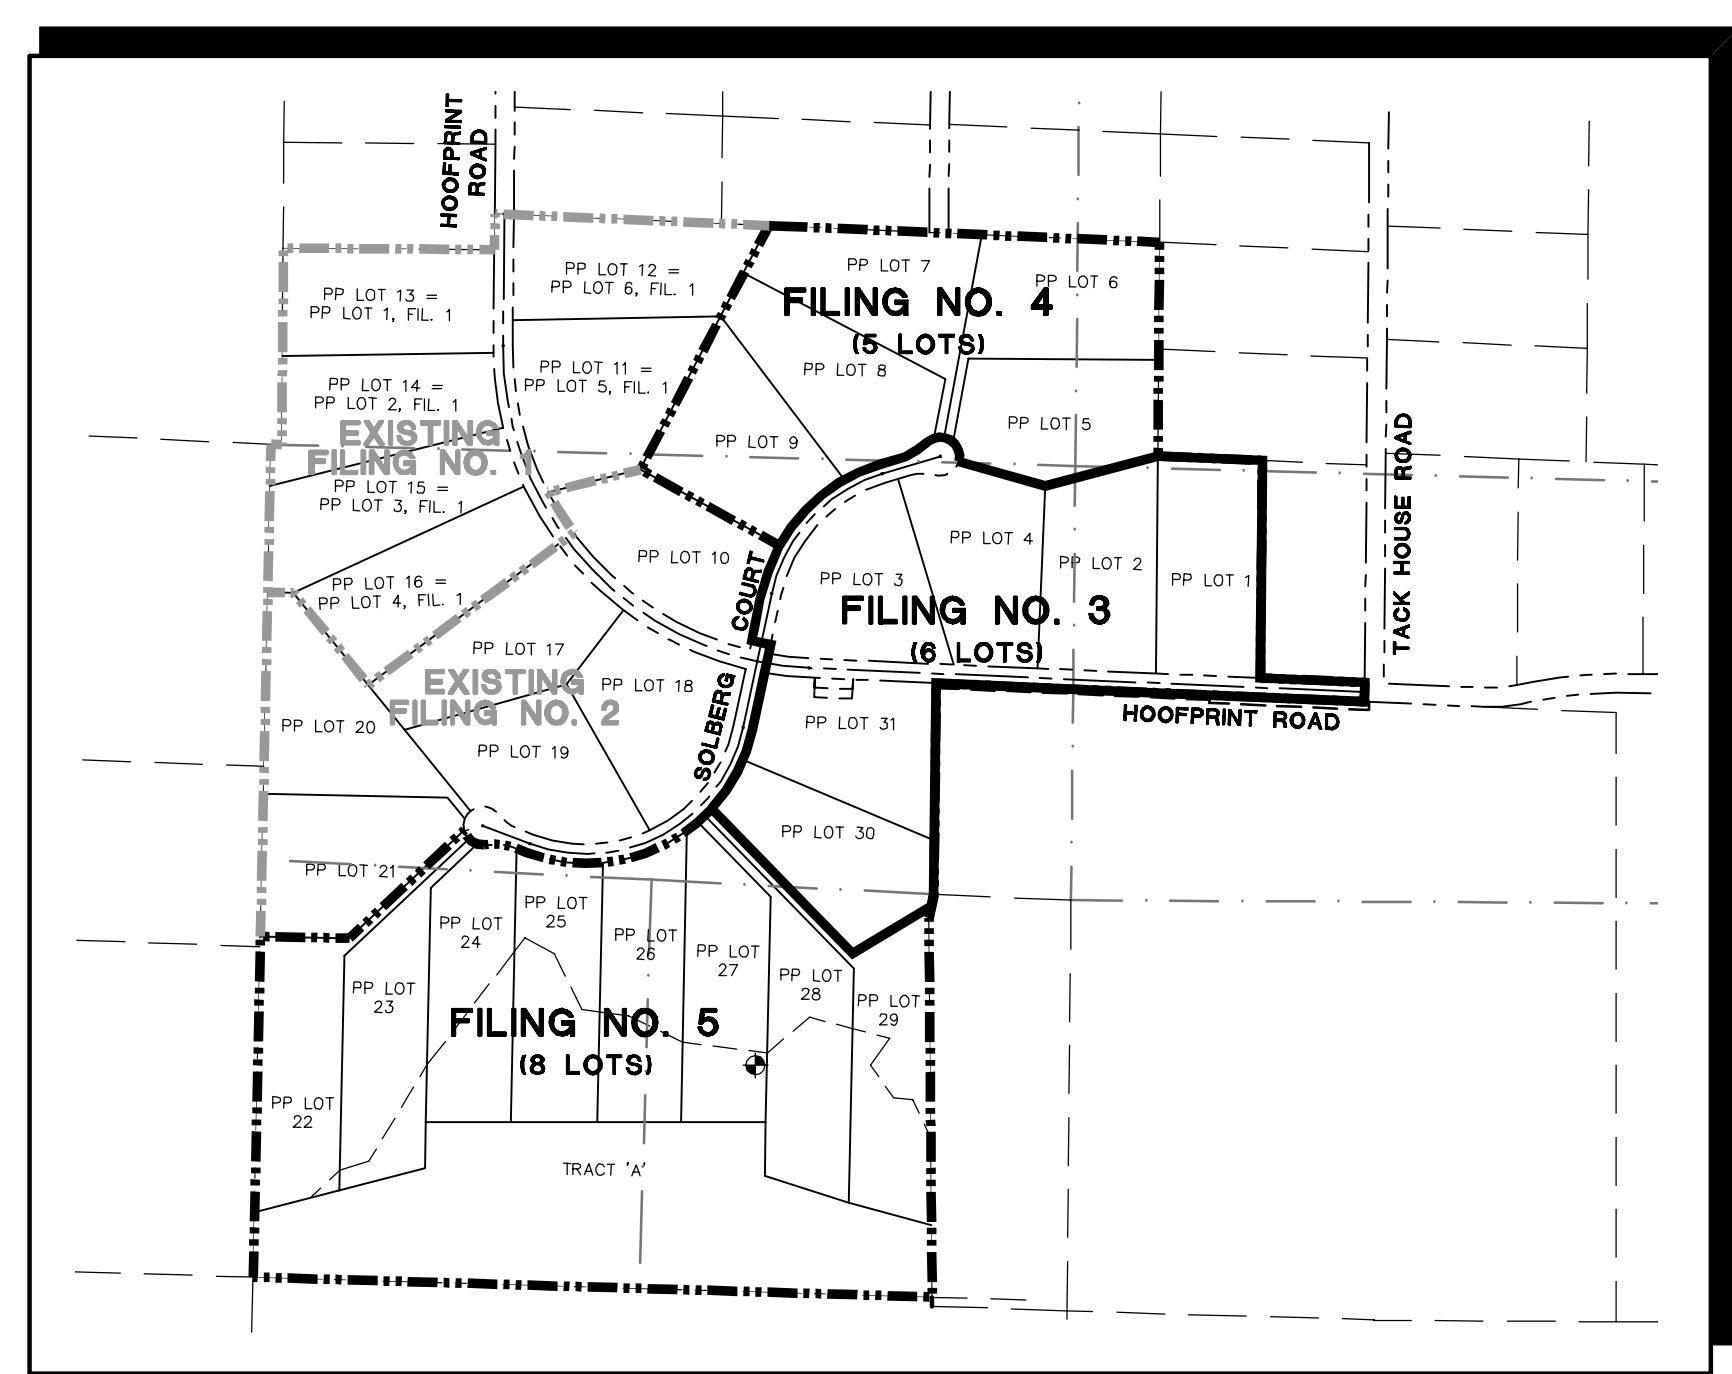 HOOFPRINT
ROAD
PP LOT 12 =
PP LOT 6, FIL. 1
PP LOT 7
PP LOT 6
PP LOT 13 =
PP LOT 1, FIL. 1
FILING NO. 4
(5 LOTS)
PP LOT 11 =
PP LOT 5, FIL. 1
PP LOT 8
PP LOT 14 =
PP LOT 2, FIL. 1
EXISTING
FILING NO. 1
PP LOT 9
PP LOT 5
TACK HOUSE ROAD
PP LOT 15 =
PP LOT 3, FIL. 1
PP LOT 10
PP LOT 4
PP LOT 2
PP LOT 3
PP LOT 1
PP LOT 16 =
PP LOT 4, FIL. 1
COURT
FILING NO. 3
(6 LOTS)
PP LOT 17
EXISTING
FILING NO. 2
PP LOT 18
SOLBERG
PP LOT 20
PP LOT 19
PP LOT 31
HOOFPRINT ROAD
PP LOT 30
PP LOT 21
PP LOT
24
PP LOT
25
PP LOT
26
PP LOT
27
PP LOT
23
PP LOT
28
PP LOT
29
FILING NO. 5
(8 LOTS)
PP LOT
22
TRACT 'A'